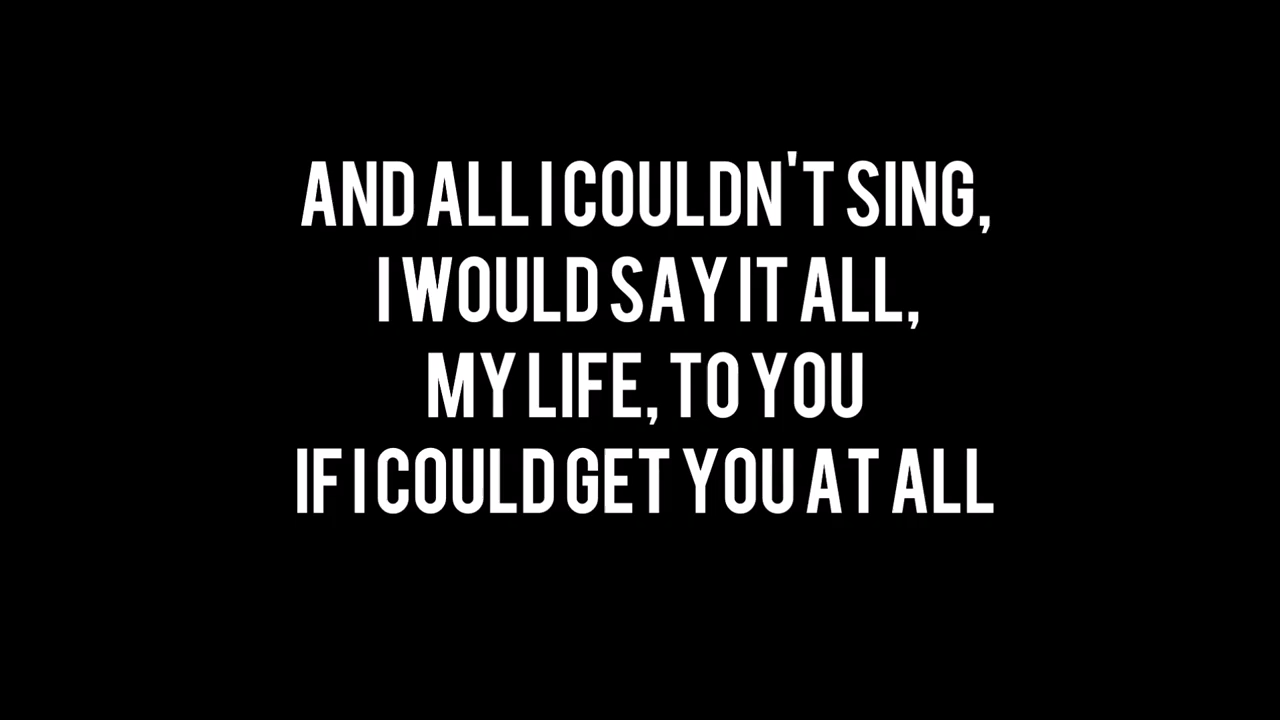 AND ALL I COULDN'T SING,
I WOULD SAY IT ALL,
MY LIFE, TO YOU
IF I COULD GET YOU AT ALL